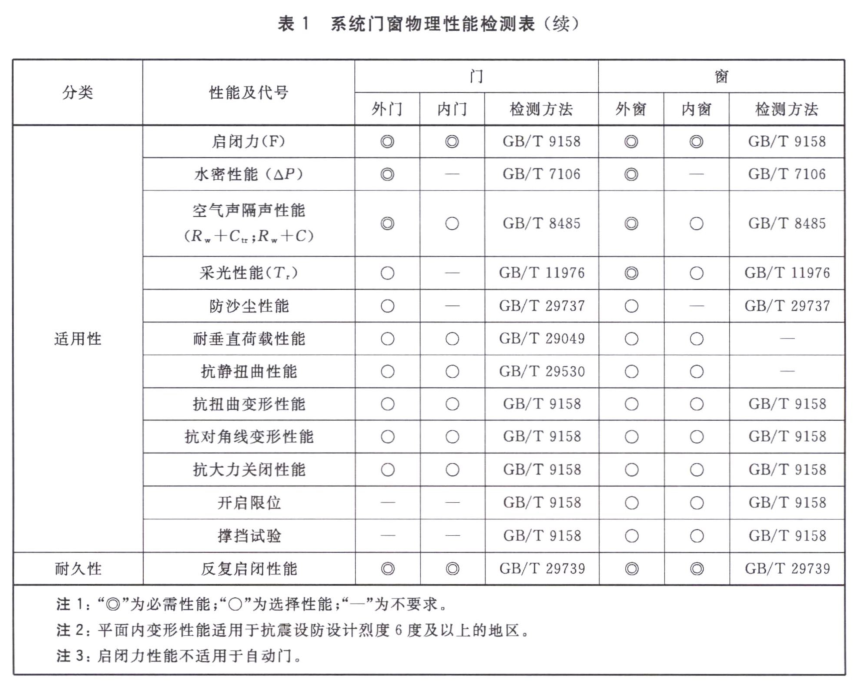 表 1 系统门窗物理性能检测表(续)
分类 性能及代号 门 窗
外门 内门 检测方法 外窗 内窗 检测方法
适用性
启闭力(F) ◎ ◎ GB/T 9158 ◎ ◎ GB/T 9158
水密性能(ΔP) ◎ — GB/T 7106 ◎ — GB/T 7106
空气声隔声性能
(Rw+Ctr;Rw+C) ◎ ○ GB/T 8485 ◎ ○ GB/T 8485
采光性能(Tr) ○ — GB/T 11976 ◎ ○ GB/T 11976
防沙尘性能 ○ — GB/T 29737 ○ — GB/T 29737
耐垂直荷载性能 ○ ○ GB/T 29049 ○ ○ —
抗静扭曲性能 ○ ○ GB/T 29530 ○ ○ —
抗扭曲变形性能 ○ ○ GB/T 9158 ○ ○ GB/T 9158
抗对角线变形性能 ○ ○ GB/T 9158 ○ ○ GB/T 9158
抗大力关闭性能 ○ ○ GB/T 9158 ○ ○ GB/T 9158
开启限位 — — GB/T 9158 ○ ○ GB/T 9158
撑挡试验 — — GB/T 9158 ○ ○ GB/T 9158
耐久性 反复启闭性能 ◎ ◎ GB/T 29739 ◎ ◎ GB/T 29739
注 1:“◎”为必需性能;“○”为选择性能;“—”为不要求。
注 2:平面内变形性能适用于抗震设防设计烈度 6 度及以上的地区。
注 3:启闭力性能不适用于自动门。